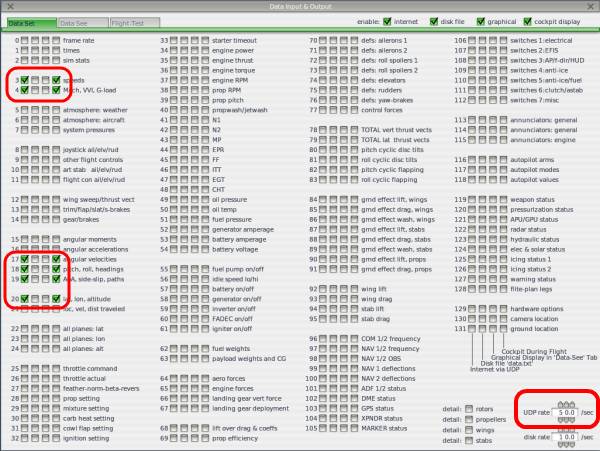 Data Input & Output
Data Set
Data See
Flight-Test
enable: internet disk file graphical cockpit display
0 frame rate
1 times
2 sim stats
3 speeds
4 Mach, VVI, G-load
5 atmosphere: weather
6 atmosphere: aircraft
7 system pressures
8 joystick ail/elv/rud
9 other flight controls
10 art stab ail/elv/rud
11 flight con ail/elv/rud
12 wing sweep/thrust vect
13 trim/flap/slat/s-brakes
14 gear/brakes
15 angular moments
16 angular accelerations
17 angular velocities
18 pitch, roll, headings
19 AoA, side-slip, paths
20 lat, lon, altitude
21 loc, vel, dist traveled
22 all planes: lat
23 all planes: lon
24 all planes: alt
25 throttle command
26 throttle actual
27 feather-norm-beta-revers
28 prop setting
29 mixture setting
30 carb heat setting
31 cowl flap setting
32 ignition setting
33 starter timeout
34 engine power
35 engine thrust
36 engine torque
37 engine RPM
38 prop RPM
39 prop pitch
40 propwash/jetwash
41 N1
42 N2
43 MP
44 EPR
45 FF
46 ITT
47 EGT
48 CHT
49 oil pressure
50 oil temp
51 fuel pressure
52 generator amperage
53 battery amperage
54 battery voltage
55 fuel pump on/off
56 idle speed lo/hi
57 battery on/off
58 generator on/off
59 inverter on/off
60 FADEC on/off
61 igniter on/off
62 fuel weights
63 payload weights and CG
64 aero forces
65 engine forces
66 landing gear vert force
67 landing gear deployment
68 lift over drag & coeffs
69 prop efficiency
70 defs: ailerons 1
71 defs: ailerons 2
72 defs: roll spoilers 1
73 defs: roll spoilers 2
74 defs: elevators
75 defs: rudders
76 defs: yaw-brakes
77 control forces
78 TOTAL vert thrust vects
79 TOTAL lat thrust vects
80 pitch cyclic disc tilts
81 roll cyclic disc tilts
82 pitch cyclic flapping
83 roll cyclic flapping
84 grnd effect lift, wings
85 grnd effect drag, wings
86 grnd effect wash, wings
87 grnd effect lift, stabs
88 grnd effect drag, stabs
89 grnd effect wash, stabs
90 grnd effect lift, props
91 grnd effect drag, props
92 wing lift
93 wing drag
94 stab lift
95 stab drag
96 COM 1/2 frequency
97 NAV 1/2 frequency
98 NAV 1/2 OBS
99 NAV 1 deflections
100 NAV 2 deflections
101 ADF 1/2 status
102 DME status
103 GPS status
104 XPNDR status
105 MARKER status
106 switches 1:electrical
107 switches 2:EFIS
108 switches 3:AP/f-dir/HUD
109 switches 4:anti-ice
110 switches 5:anti-ice/fuel
111 switches 6:clutch/astab
112 switches 7:misc
113 annunciators: general
114 annunciators: general
115 annunciators: engine
116 autopilot arms
117 autopilot modes
118 autopilot values
119 weapon status
120 pressurization status
121 APU/GPU status
122 radar status
123 hydraulic status
124 elec & solar status
125 icing status 1
126 icing status 2
127 warning status
128 flite-plan legs
129 hardware options
130 camera location
131 ground location
Cockpit During Flight
Graphical Display in 'Data-See' Tab
Disk file 'data.txt'
Internet via UDP
detail: rotors
detail: propellers
detail: wings
detail: stabs
UDP rate 5 0.0 /sec
disk rate 1 0.0 /sec